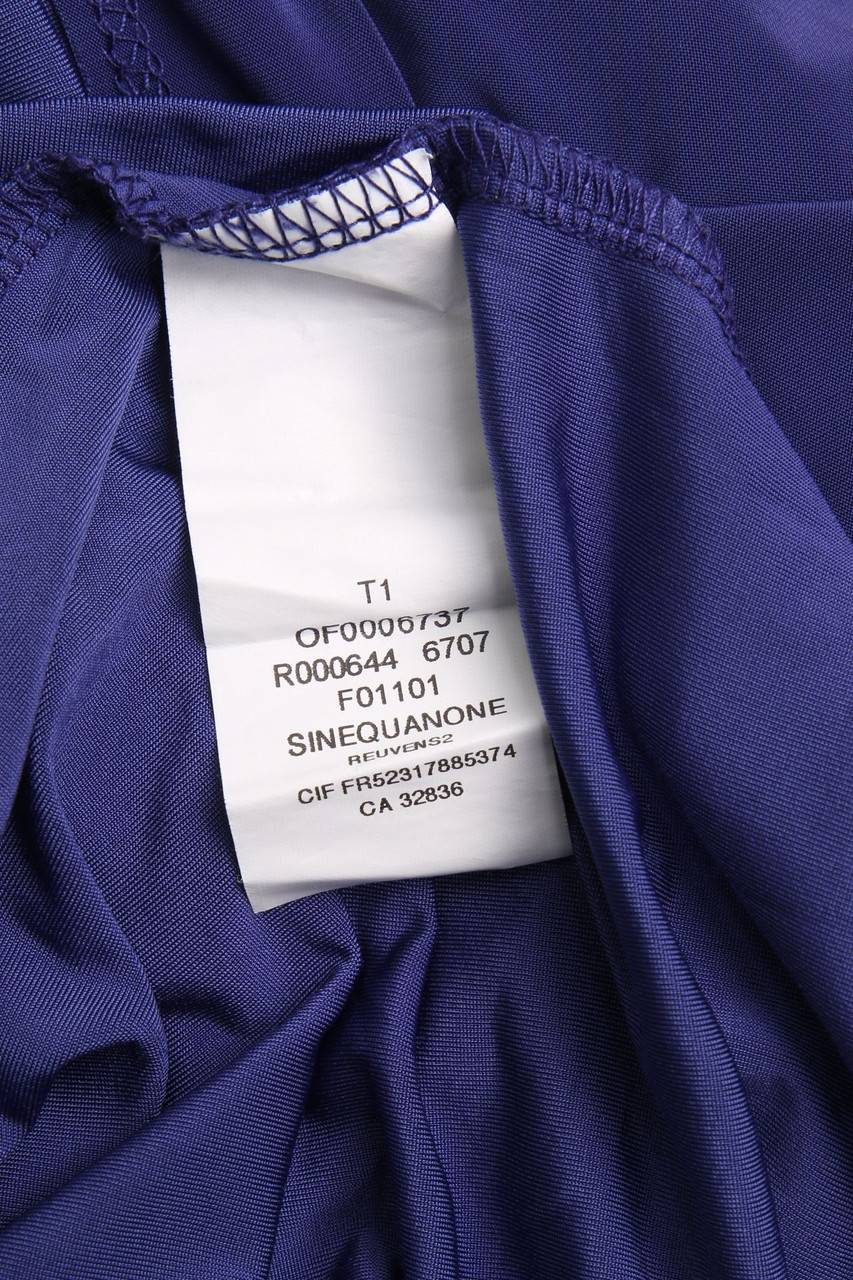 T1
OF0006737
R000644 6707
F01101
SINEQUANONE
REUVENS2
CIF FR52317885374
CA 32836